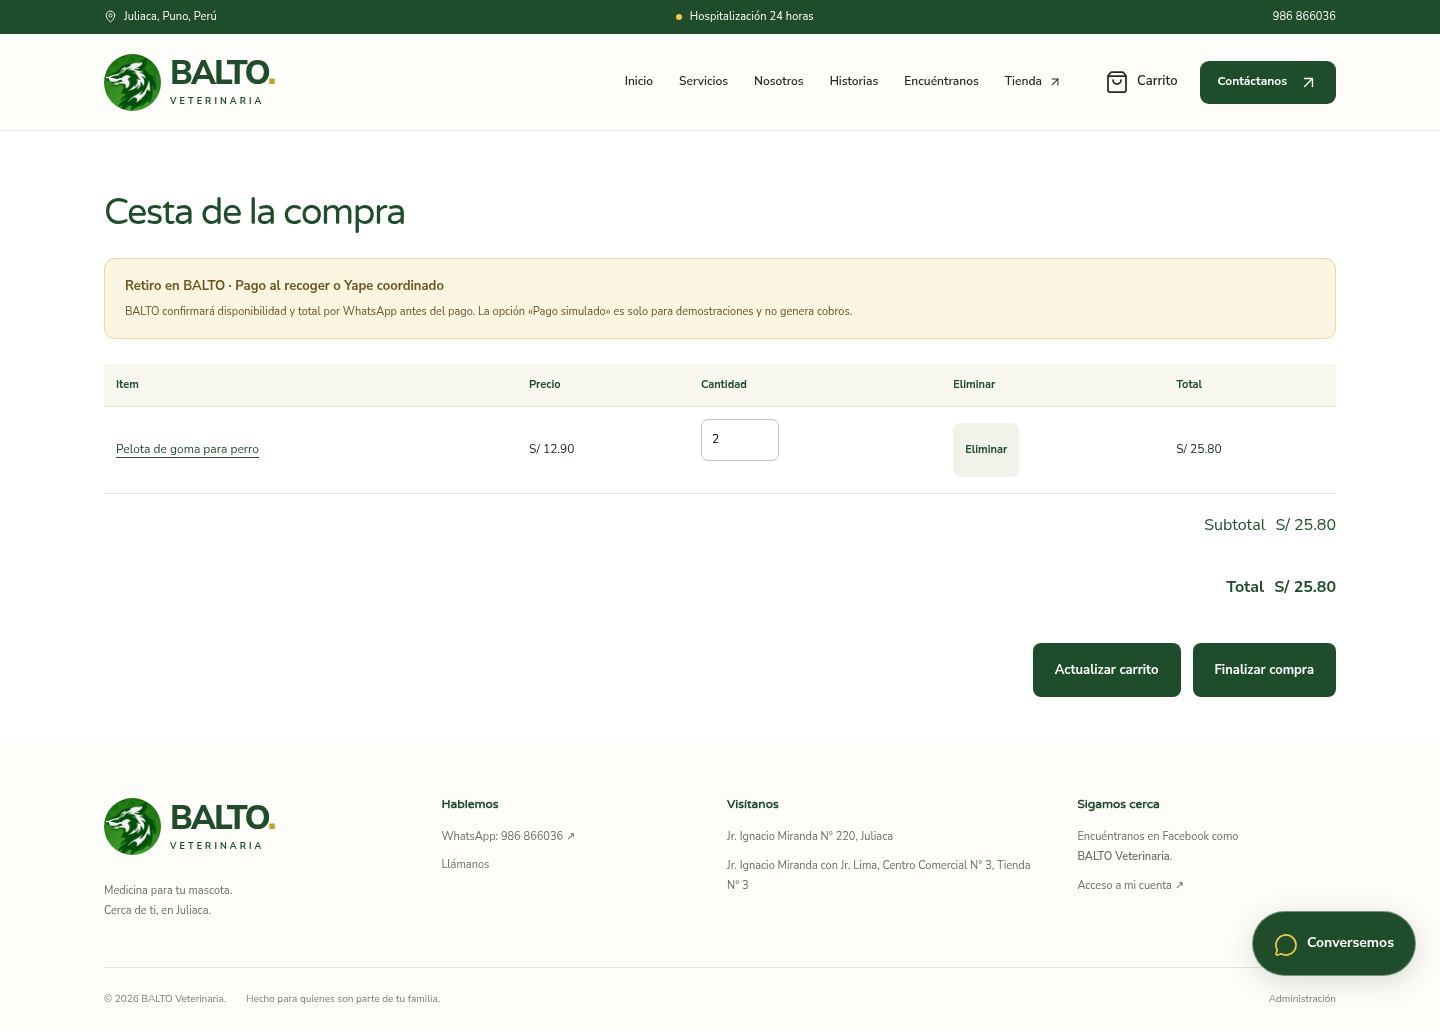 Juliaca, Puno, Perú
Hospitalización 24 horas
986 866036
BALTO.
VETERINARIA
Inicio
Servicios
Nosotros
Historias
Encuéntranos
Tienda
Carrito
Contáctanos
Cesta de la compra
Retiro en BALTO · Pago al recoger o Yape coordinado
BALTO confirmará disponibilidad y total por WhatsApp antes del pago. La opción «Pago simulado» es solo para demostraciones y no genera cobros.
Item
Precio
Cantidad
Eliminar
Total
Pelota de goma para perro
S/ 12.90
2
Eliminar
S/ 25.80
Subtotal S/ 25.80
Total S/ 25.80
Actualizar carrito
Finalizar compra
BALTO.
VETERINARIA
Medicina para tu mascota.
Cerca de ti, en Juliaca.
Hablemos
WhatsApp: 986 866036 ↗
Llámanos
Visítanos
Jr. Ignacio Miranda N° 220, Juliaca
Jr. Ignacio Miranda con Jr. Lima, Centro Comercial N° 3, Tienda
N° 3
Sigamos cerca
Encuéntranos en Facebook como
BALTO Veterinaria.
Acceso a mi cuenta ↗
Conversemos
© 2026 BALTO Veterinaria.
Hecho para quienes son parte de tu familia.
Administración